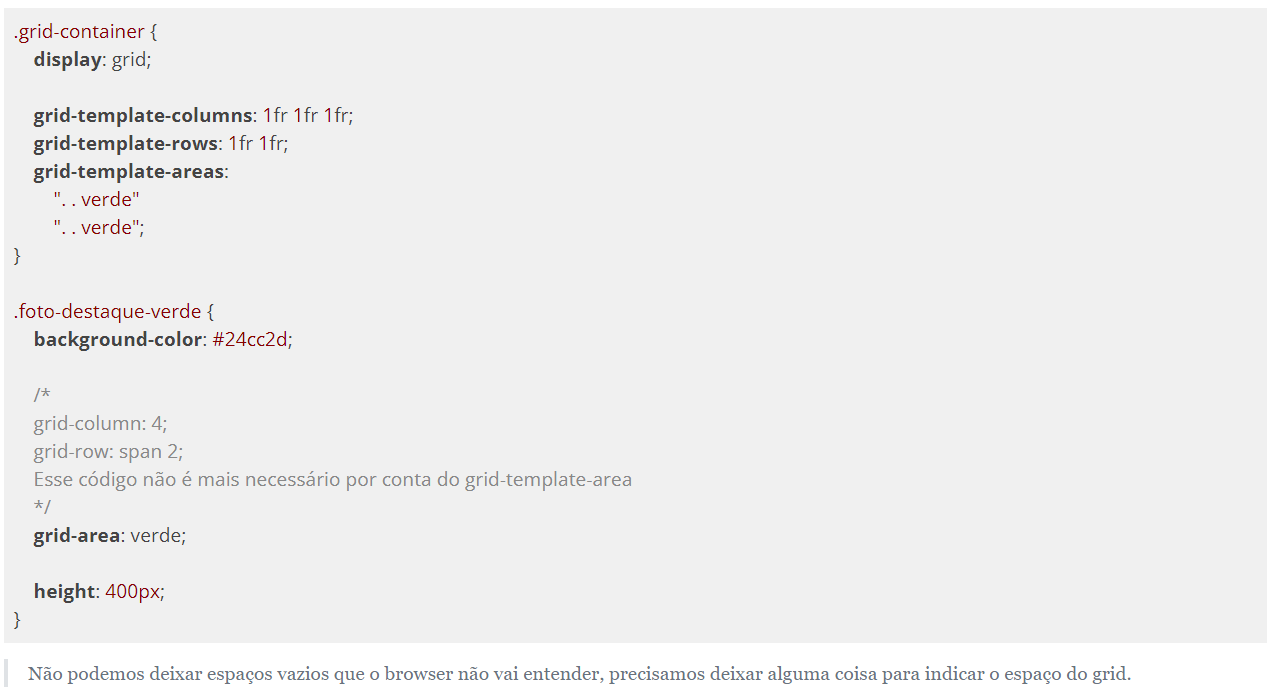 .grid-container {
display: grid;
grid-template-columns: 1fr 1fr 1fr;
grid-template-rows: 1fr 1fr;
grid-template-areas:
". . verde"
". . verde";
}
.foto-destaque-verde {
background-color: #24cc2d;
/*
grid-column: 4;
grid-row: span 2;
Esse código não é mais necessário por conta do grid-template-area
*/
grid-area: verde;
height: 400px;
}
Não podemos deixar espaços vazios que o browser não vai entender, precisamos deixar alguma coisa para indicar o espaço do grid.